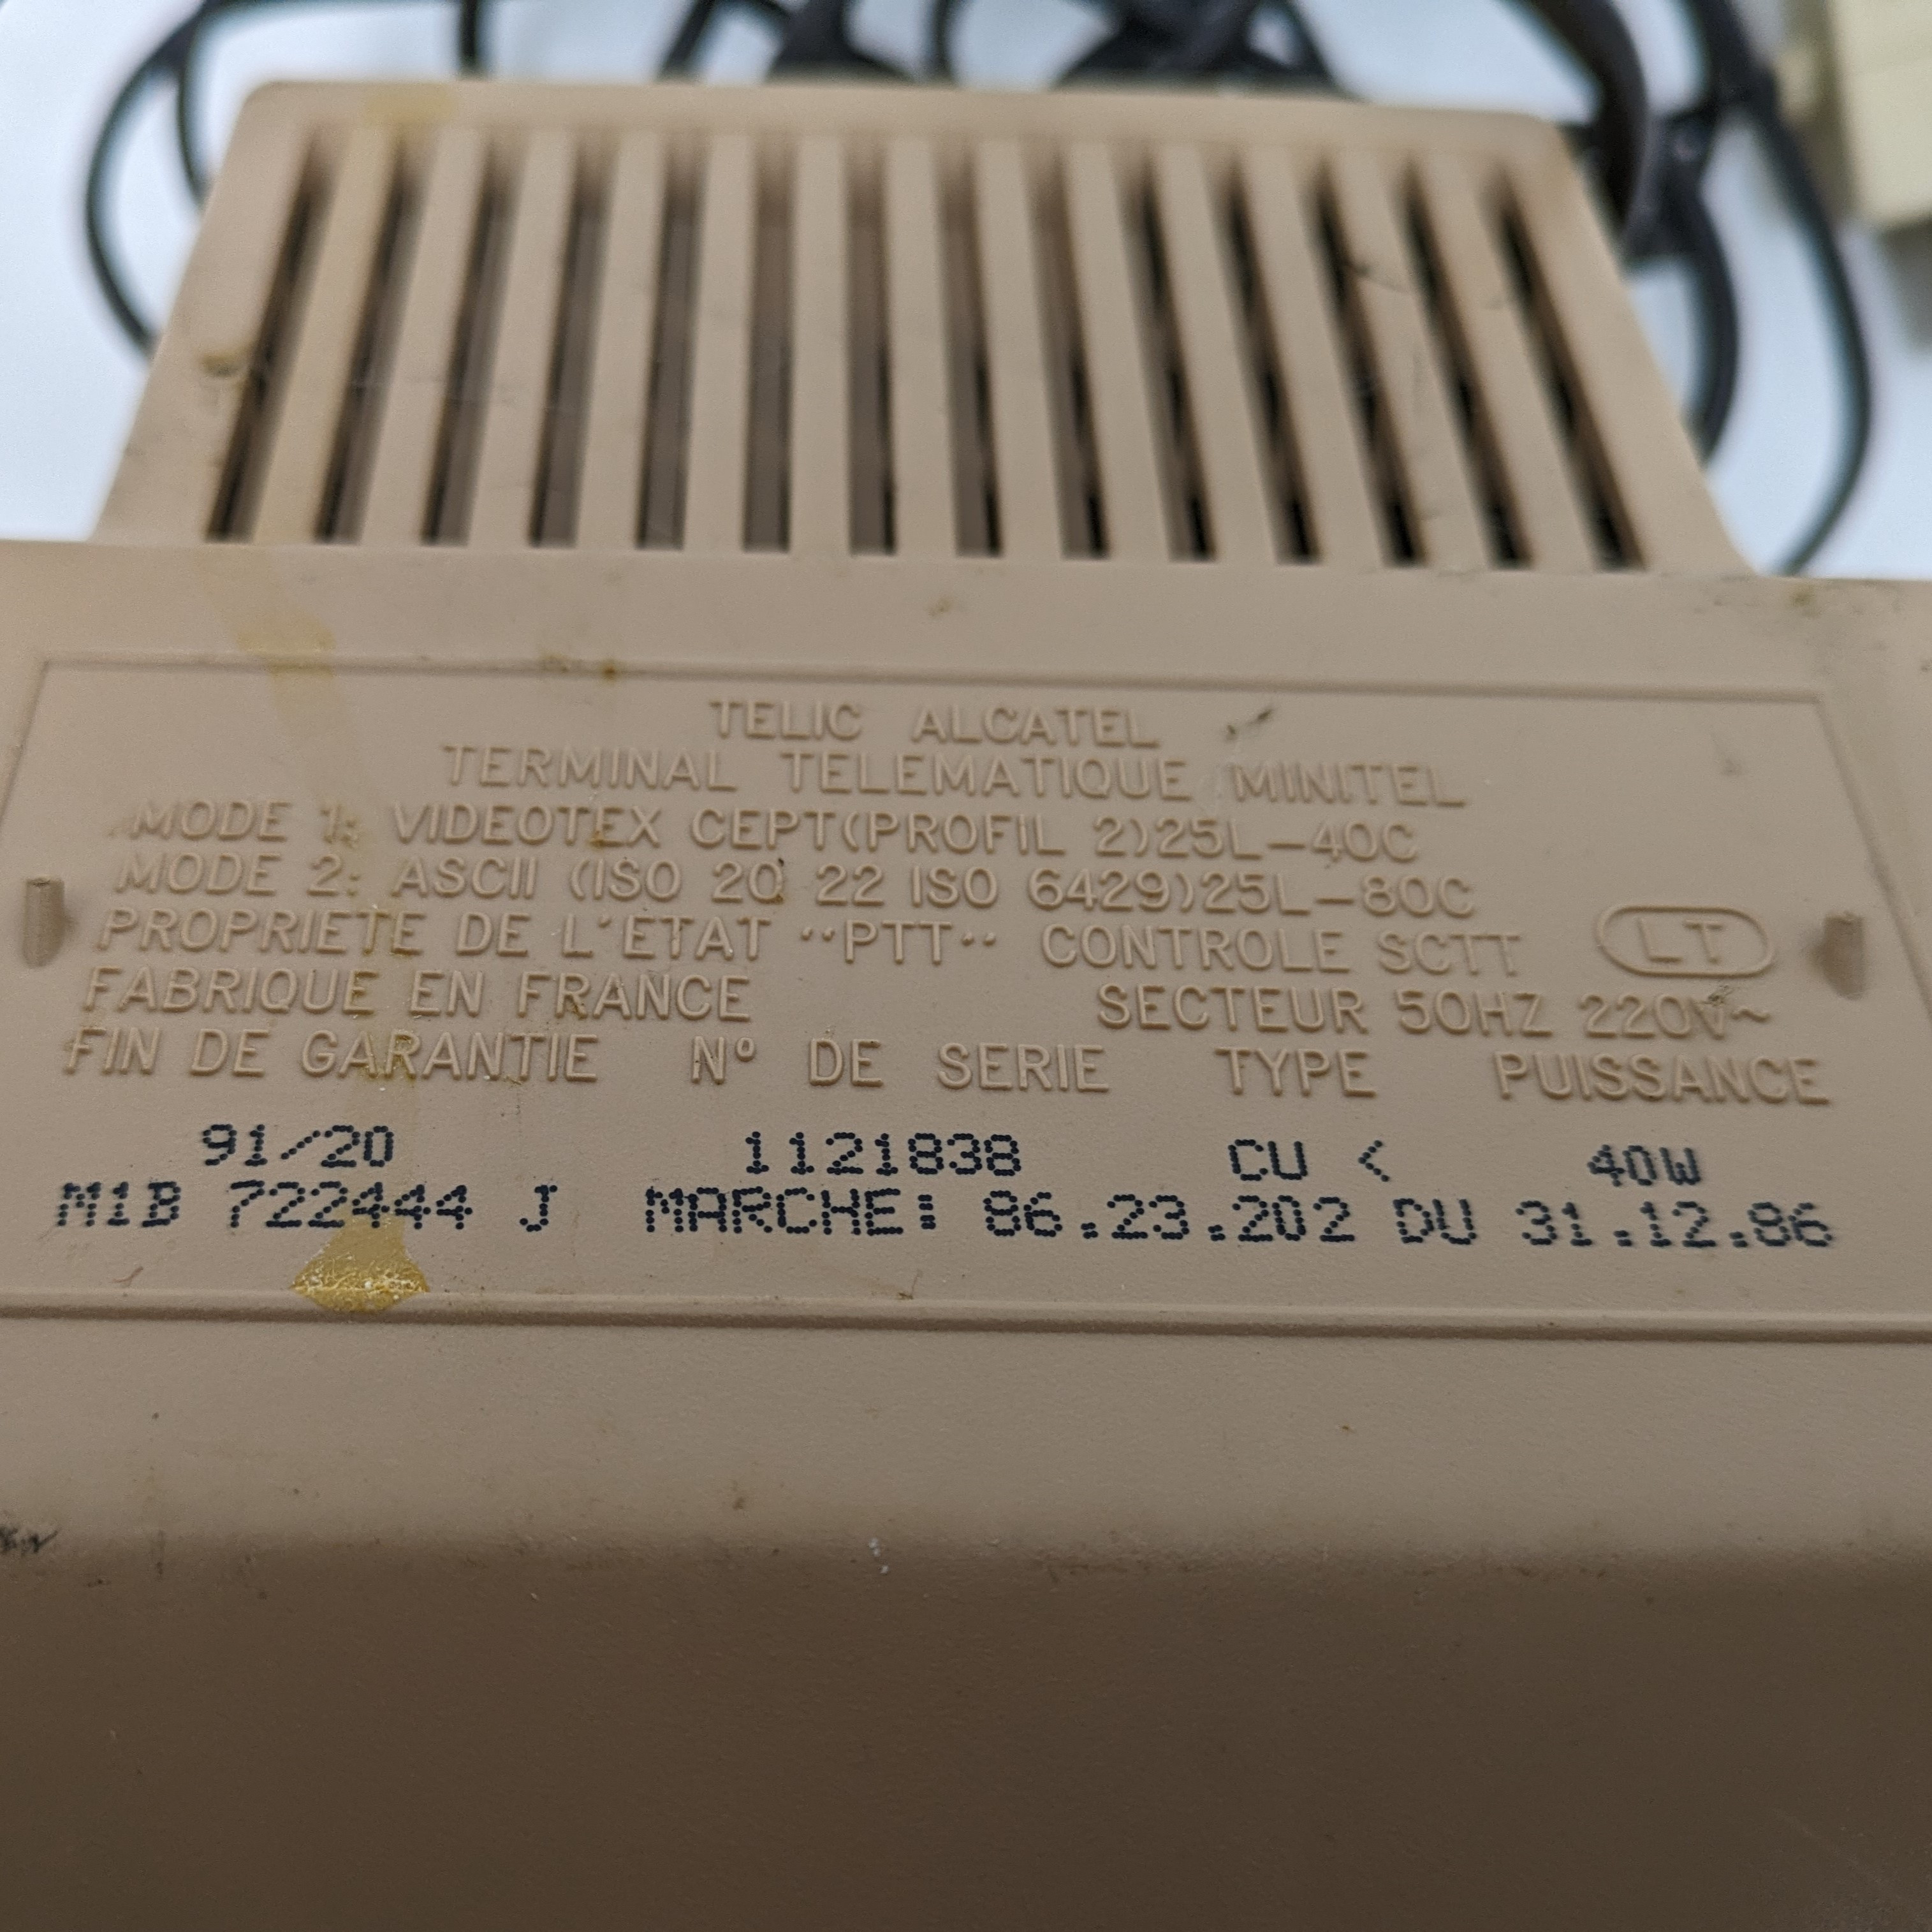 TELIC ALCATEL
TERMINAL TELEMATIQUE MINITEL
MODE 1: VIDEOTEX CEPT(PROFIL 2)25L-40C
MODE 2: ASCII (ISO 20 22 ISO 6429)25L-80C
PROPRIETE DE L'ETAT "PTT" CONTROLE SCTT LT
FABRIQUE EN FRANCE SECTEUR 50HZ 220V~
FIN DE GARANTIE N° DE SERIE TYPE PUISSANCE
91/20 1121838 CU < 40W
M1B 722444 J MARCHE: 86.23.202 DU 31.12.86